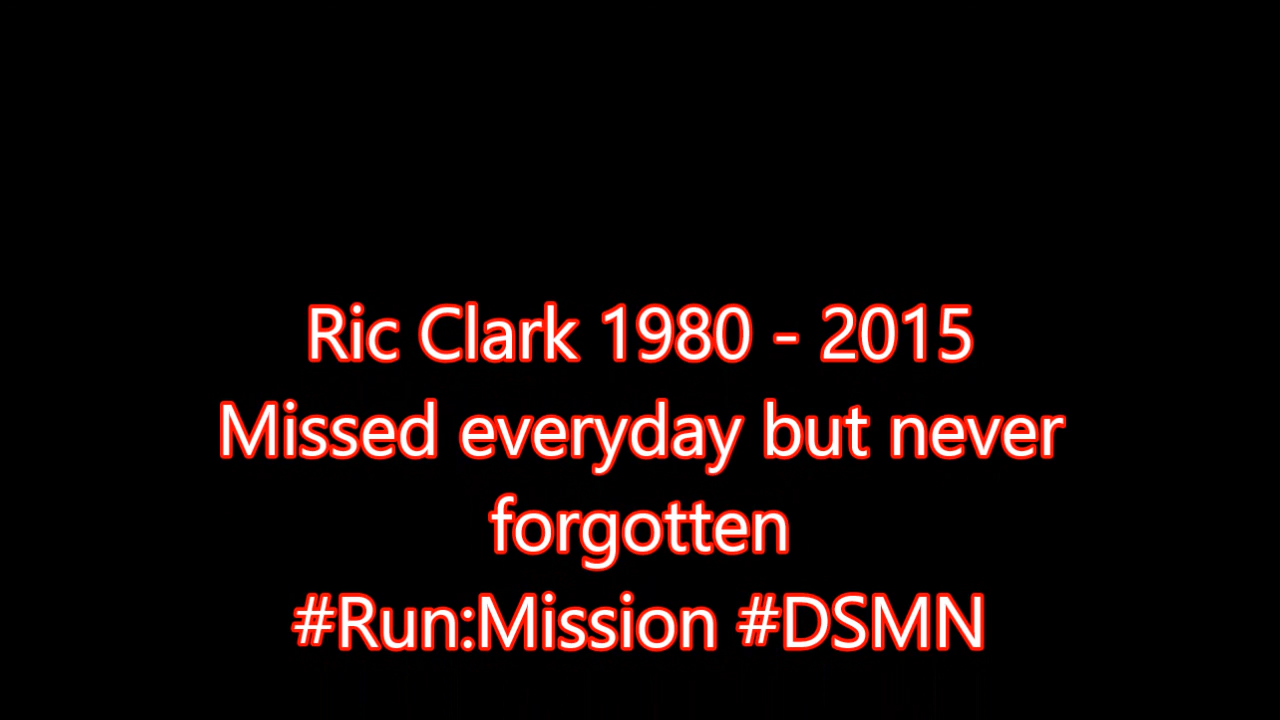 Ric Clark 1980 - 2015
Missed everyday but never
forgotten
#Run:Mission #DSMN